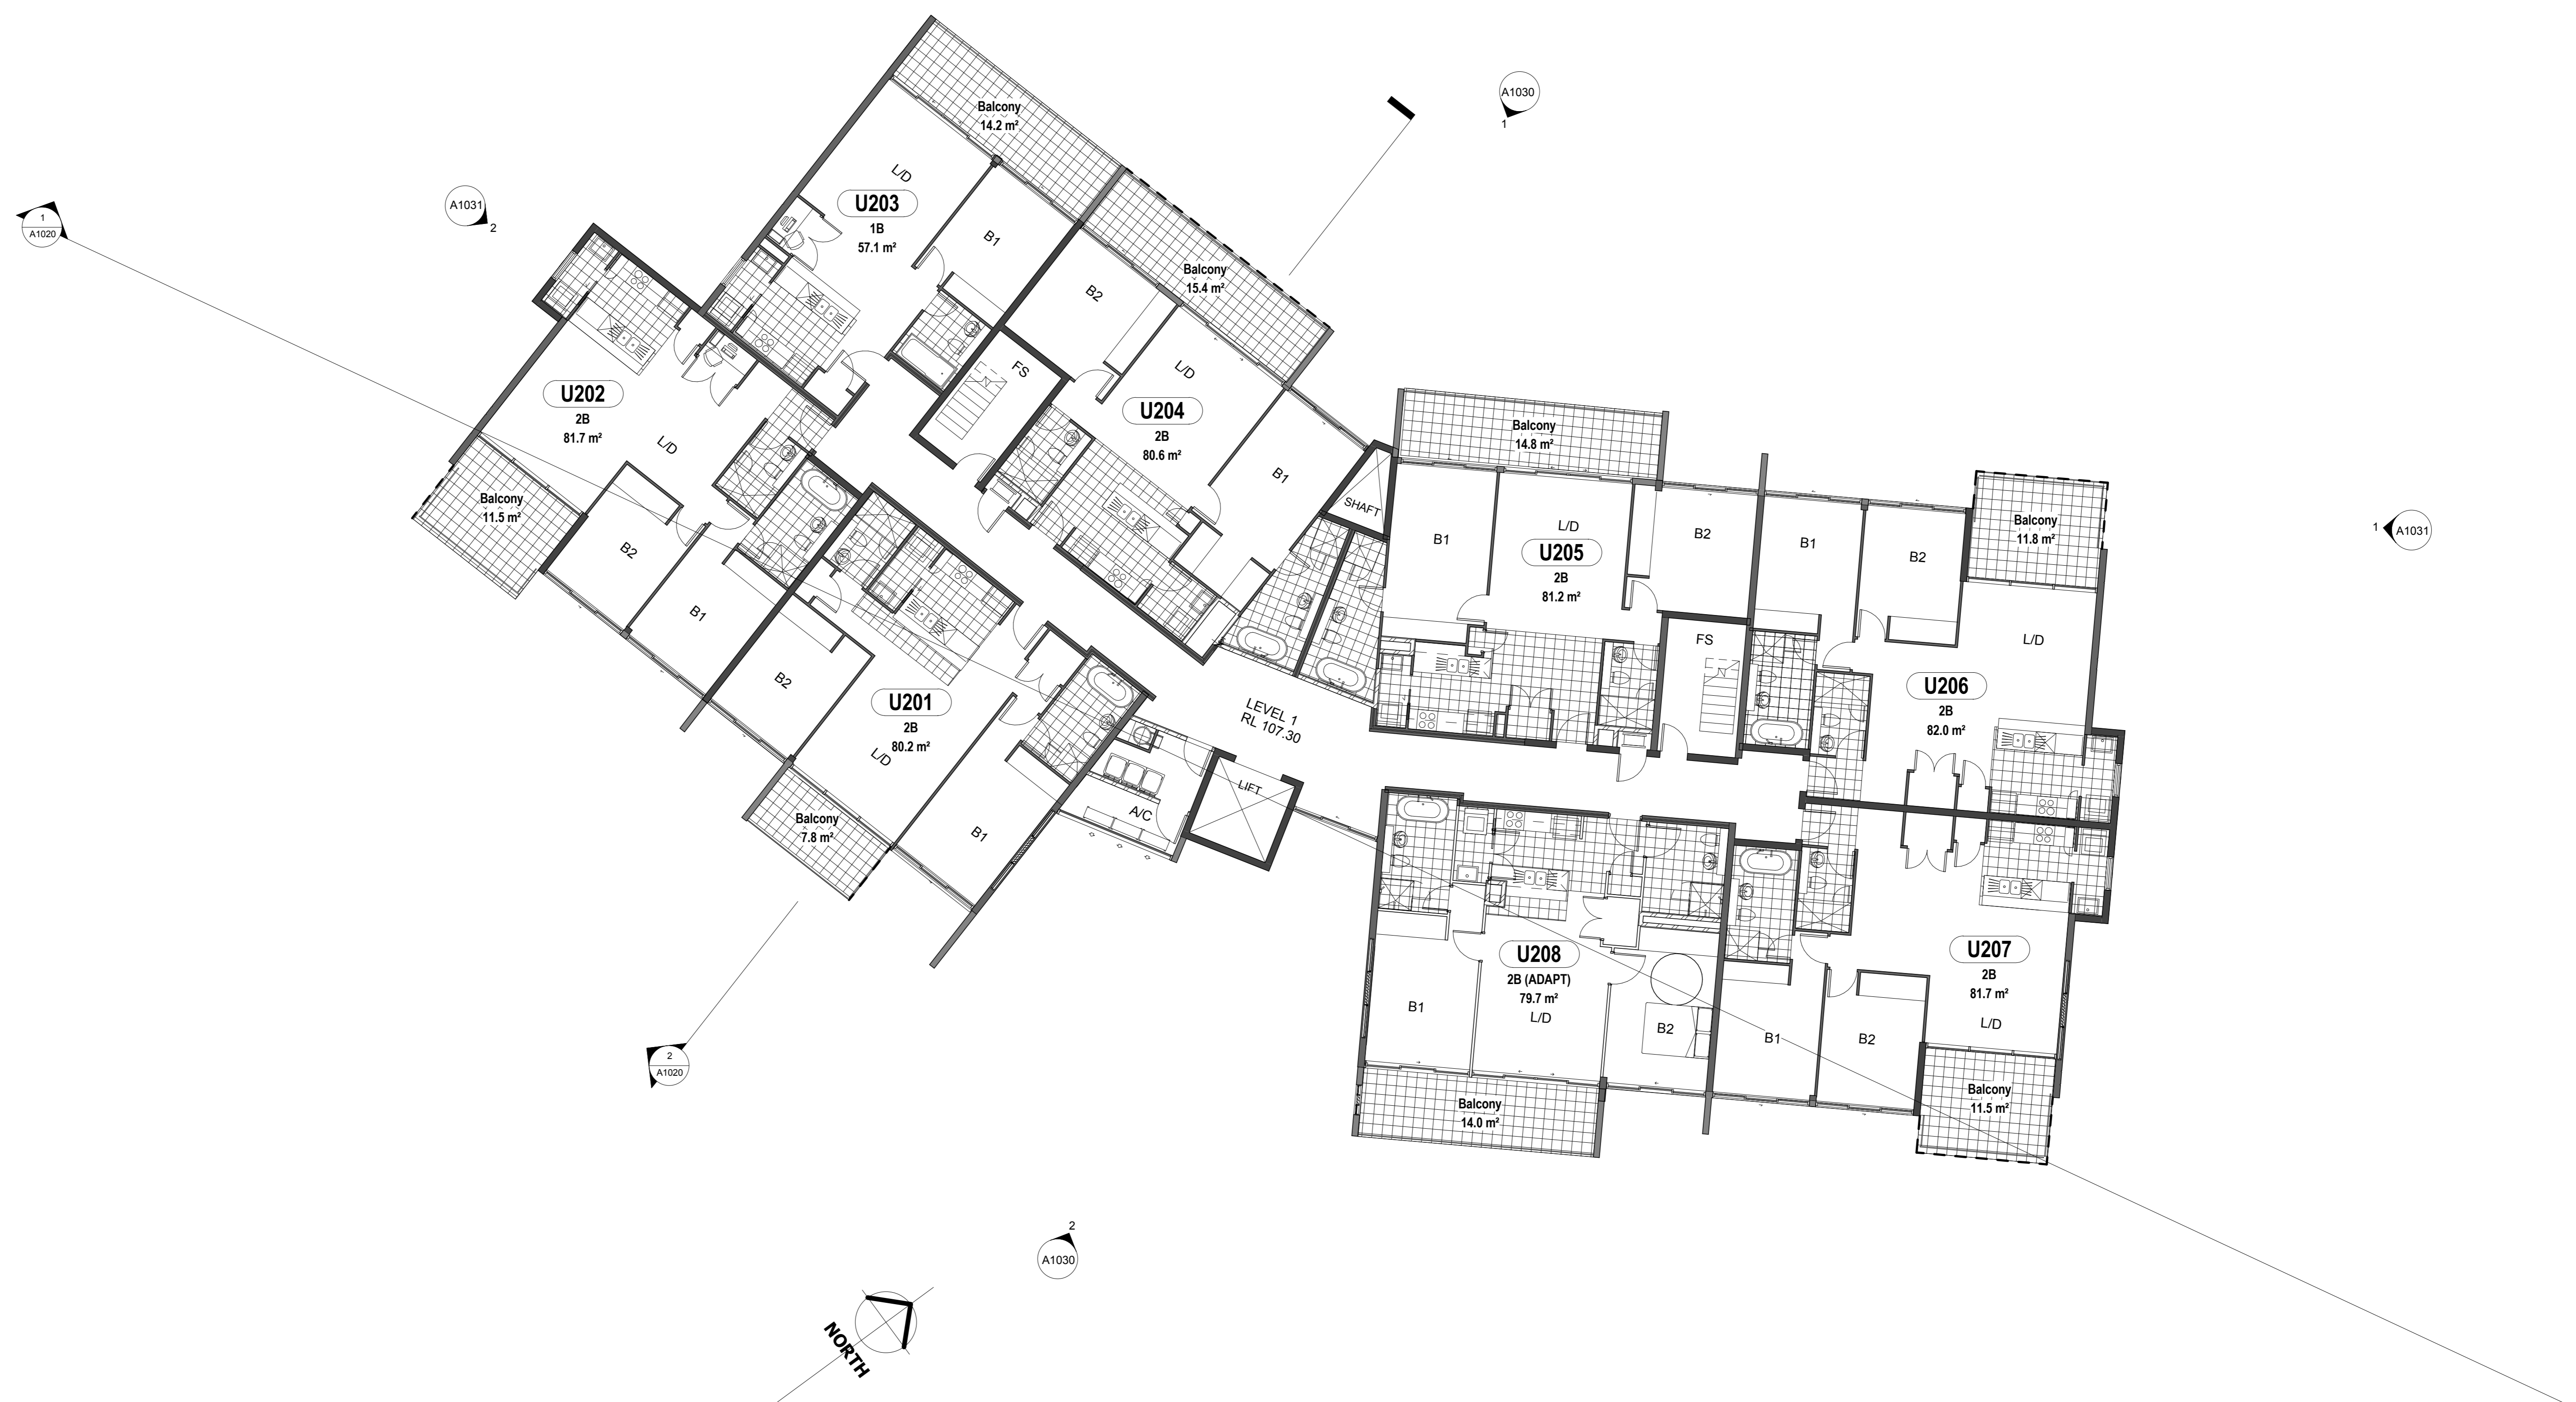 Balcony
14.2 m²
A1030
1
1
A1020
A1031
2
L/D
U203
1B
57.1 m²
B1
Balcony
15.4 m²
B2
FS
L/D
U204
2B
80.6 m²
B1
U202
2B
81.7 m²
L/D
Balcony
11.5 m²
B2
B1
SHAFT
Balcony
14.8 m²
B1
L/D
U205
2B
81.2 m²
B2
FS
B1
B2
Balcony
11.8 m²
1
A1031
L/D
U206
2B
82.0 m²
B2
U201
2B
80.2 m²
L/D
LEVEL 1
RL 107.30
LIFT
A/C
B1
Balcony
7.8 m²
U208
2B (ADAPT)
79.7 m²
L/D
B1
B2
U207
2B
81.7 m²
L/D
B1
B2
Balcony
14.0 m²
Balcony
11.5 m²
2
A1020
2
A1030
NORTH